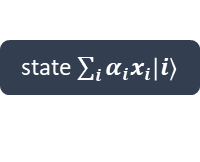 state ∑ᵢ αᵢxᵢ|i⟩